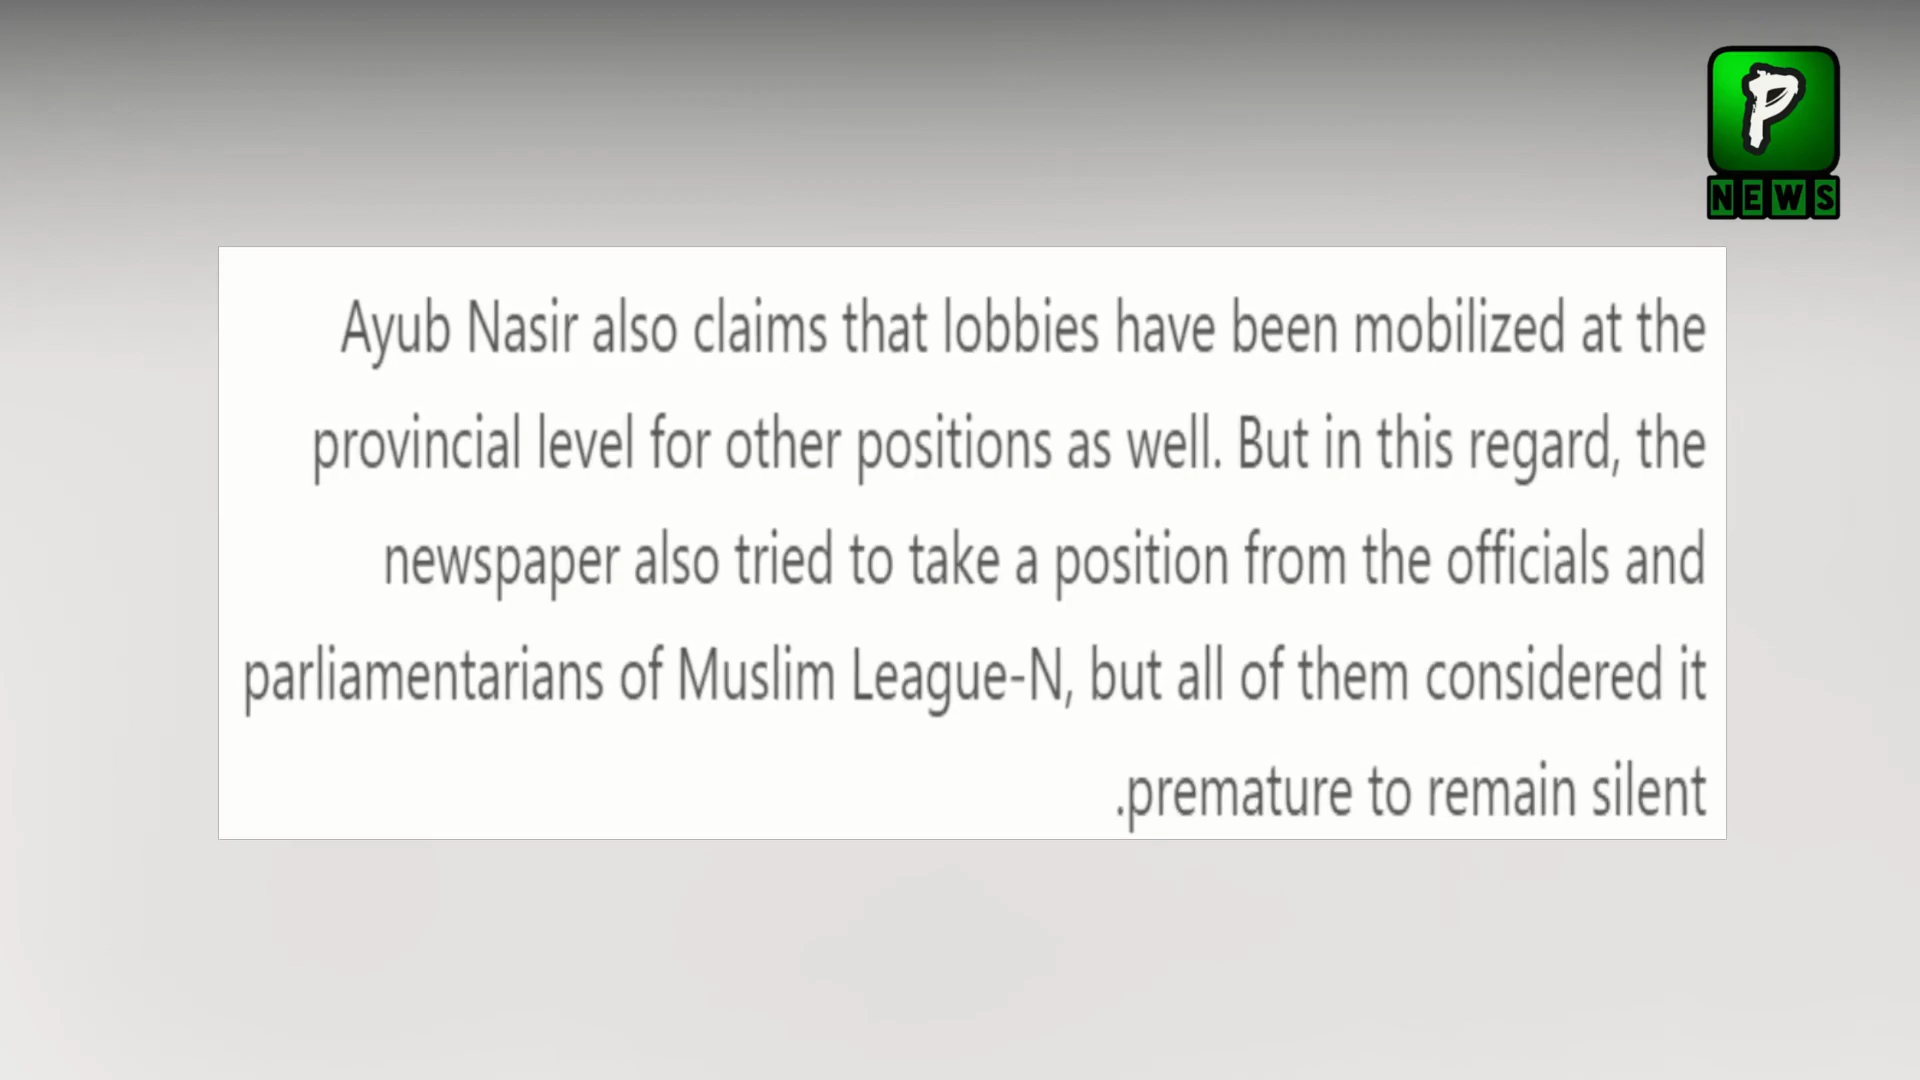 P
NEWS
Ayub Nasir also claims that lobbies have been mobilized at the
provincial level for other positions as well. But in this regard, the
newspaper also tried to take a position from the officials and
parliamentarians of Muslim League-N, but all of them considered it
.premature to remain silent